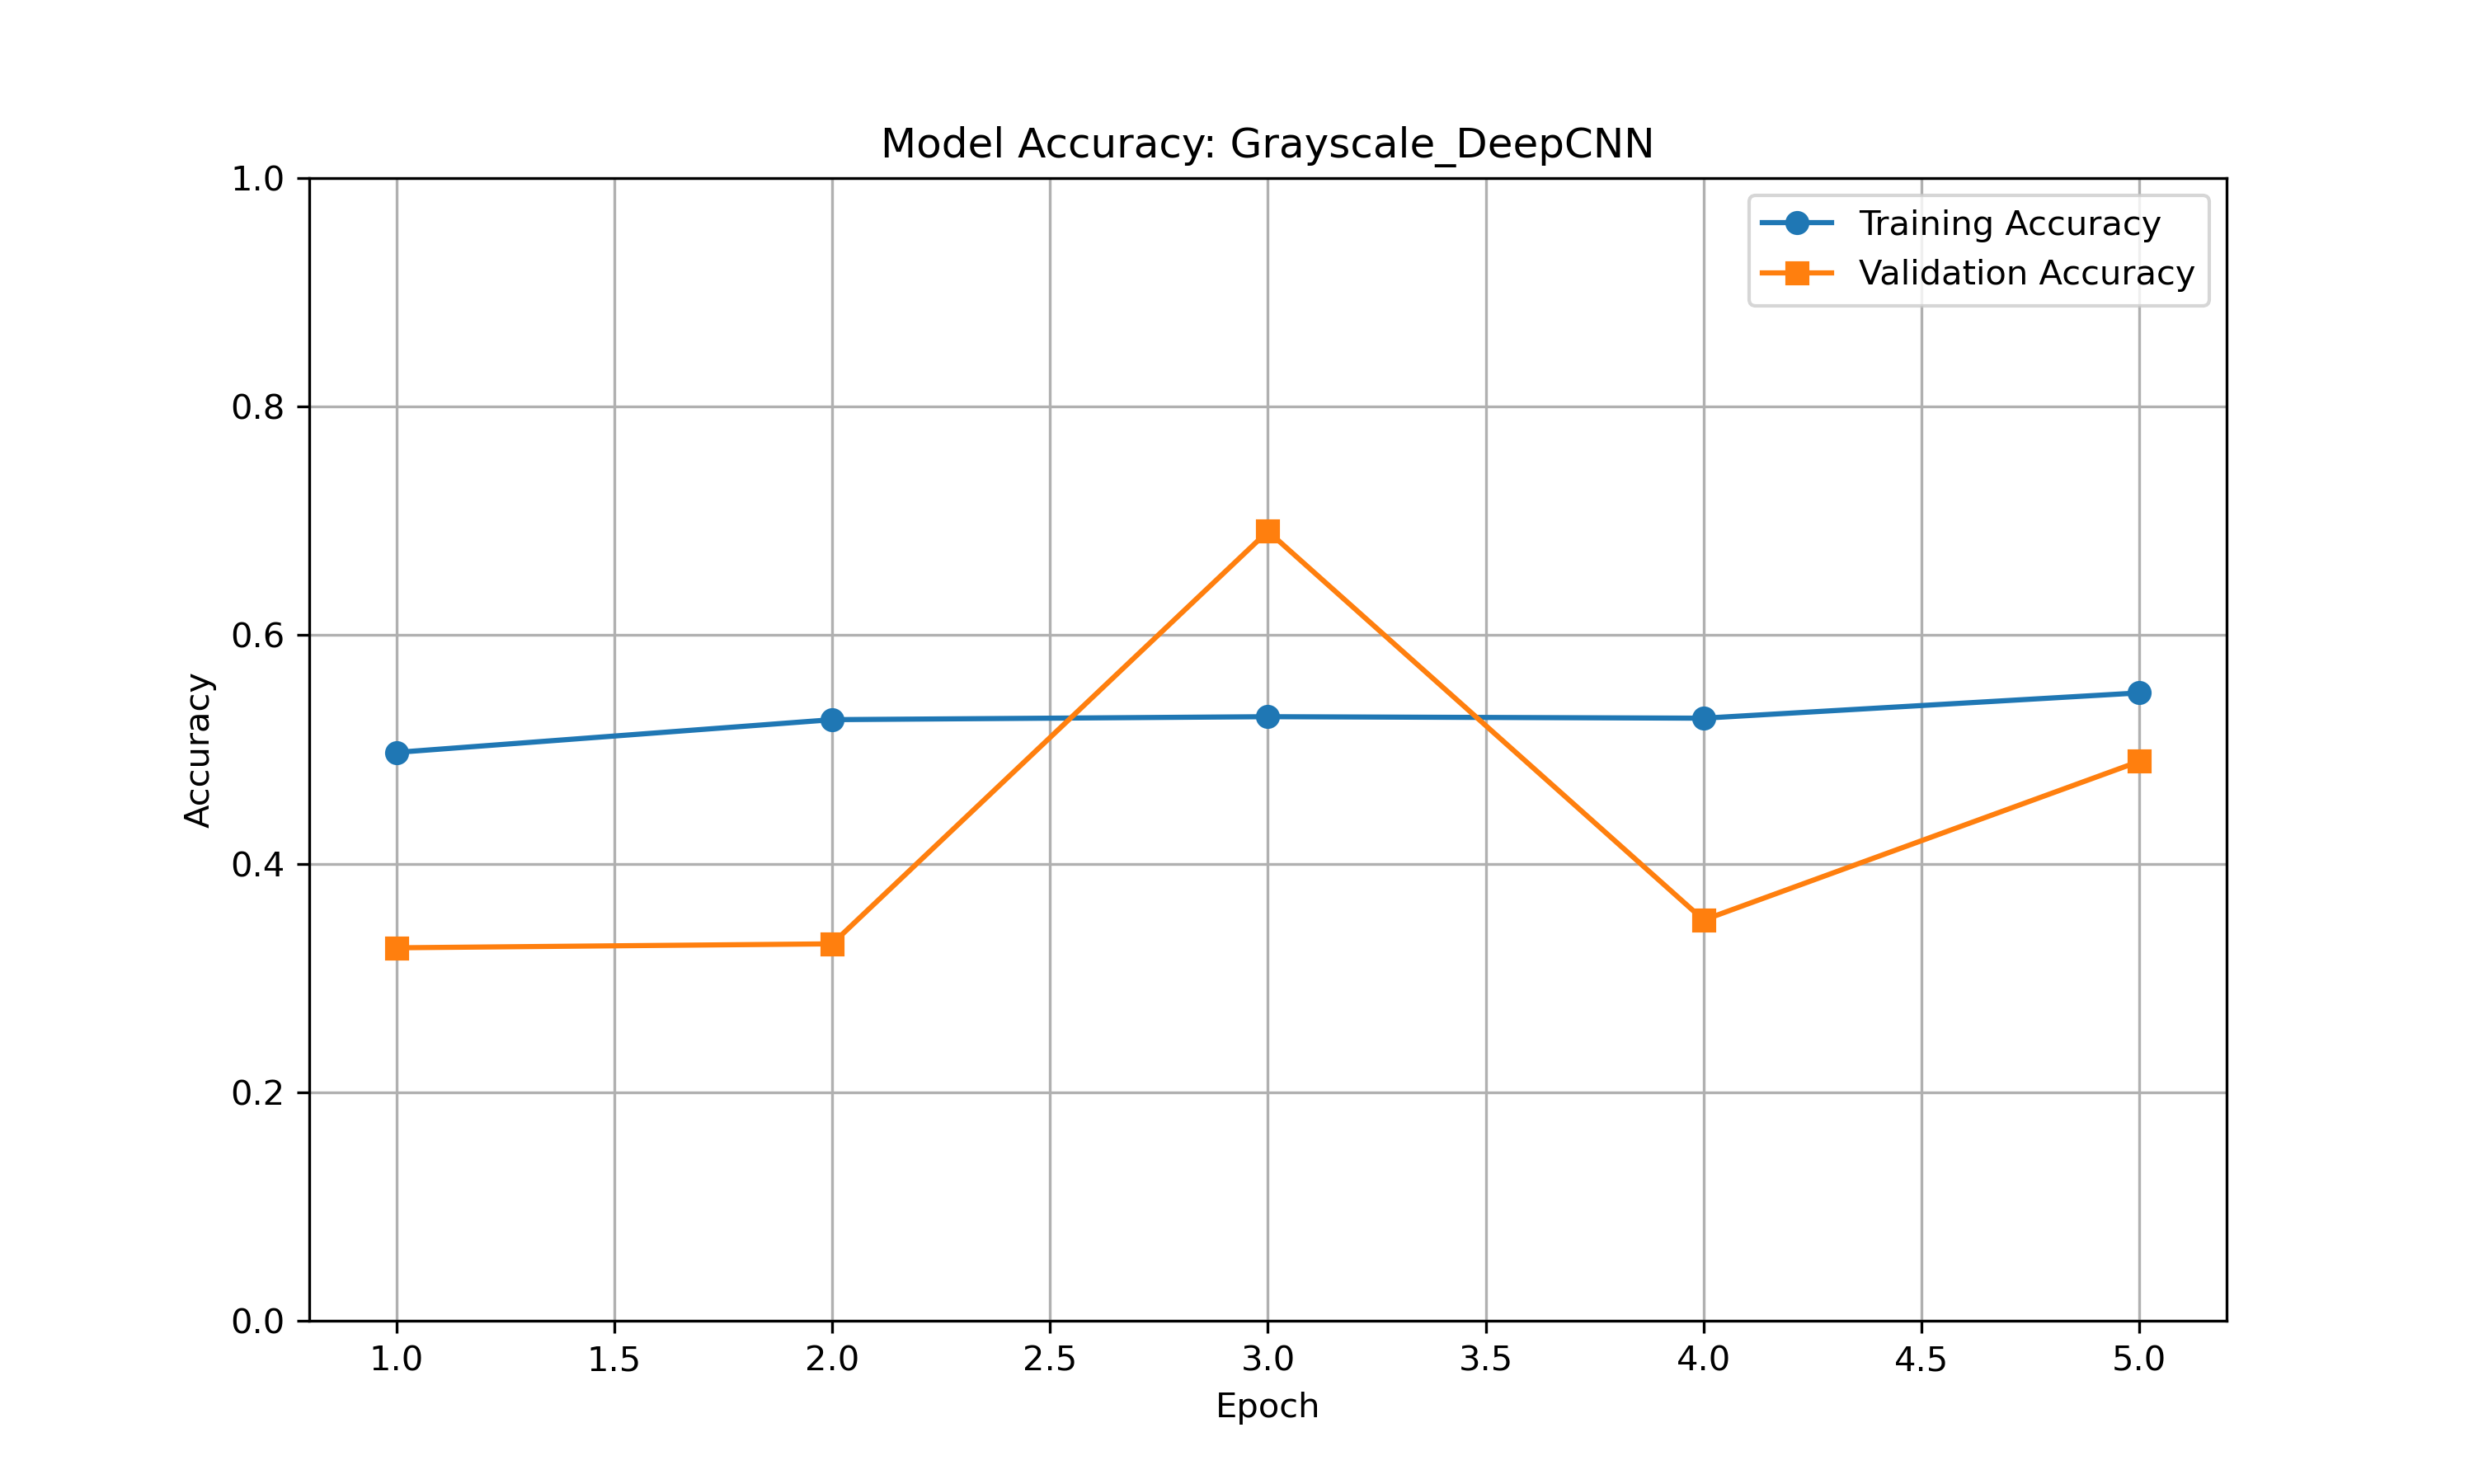 Model Accuracy: Grayscale_DeepCNN
Training Accuracy
Validation Accuracy
Accuracy
1.0
0.8
0.6
0.4
0.2
0.0
1.0 1.5 2.0 2.5 3.0 3.5 4.0 4.5 5.0
Epoch